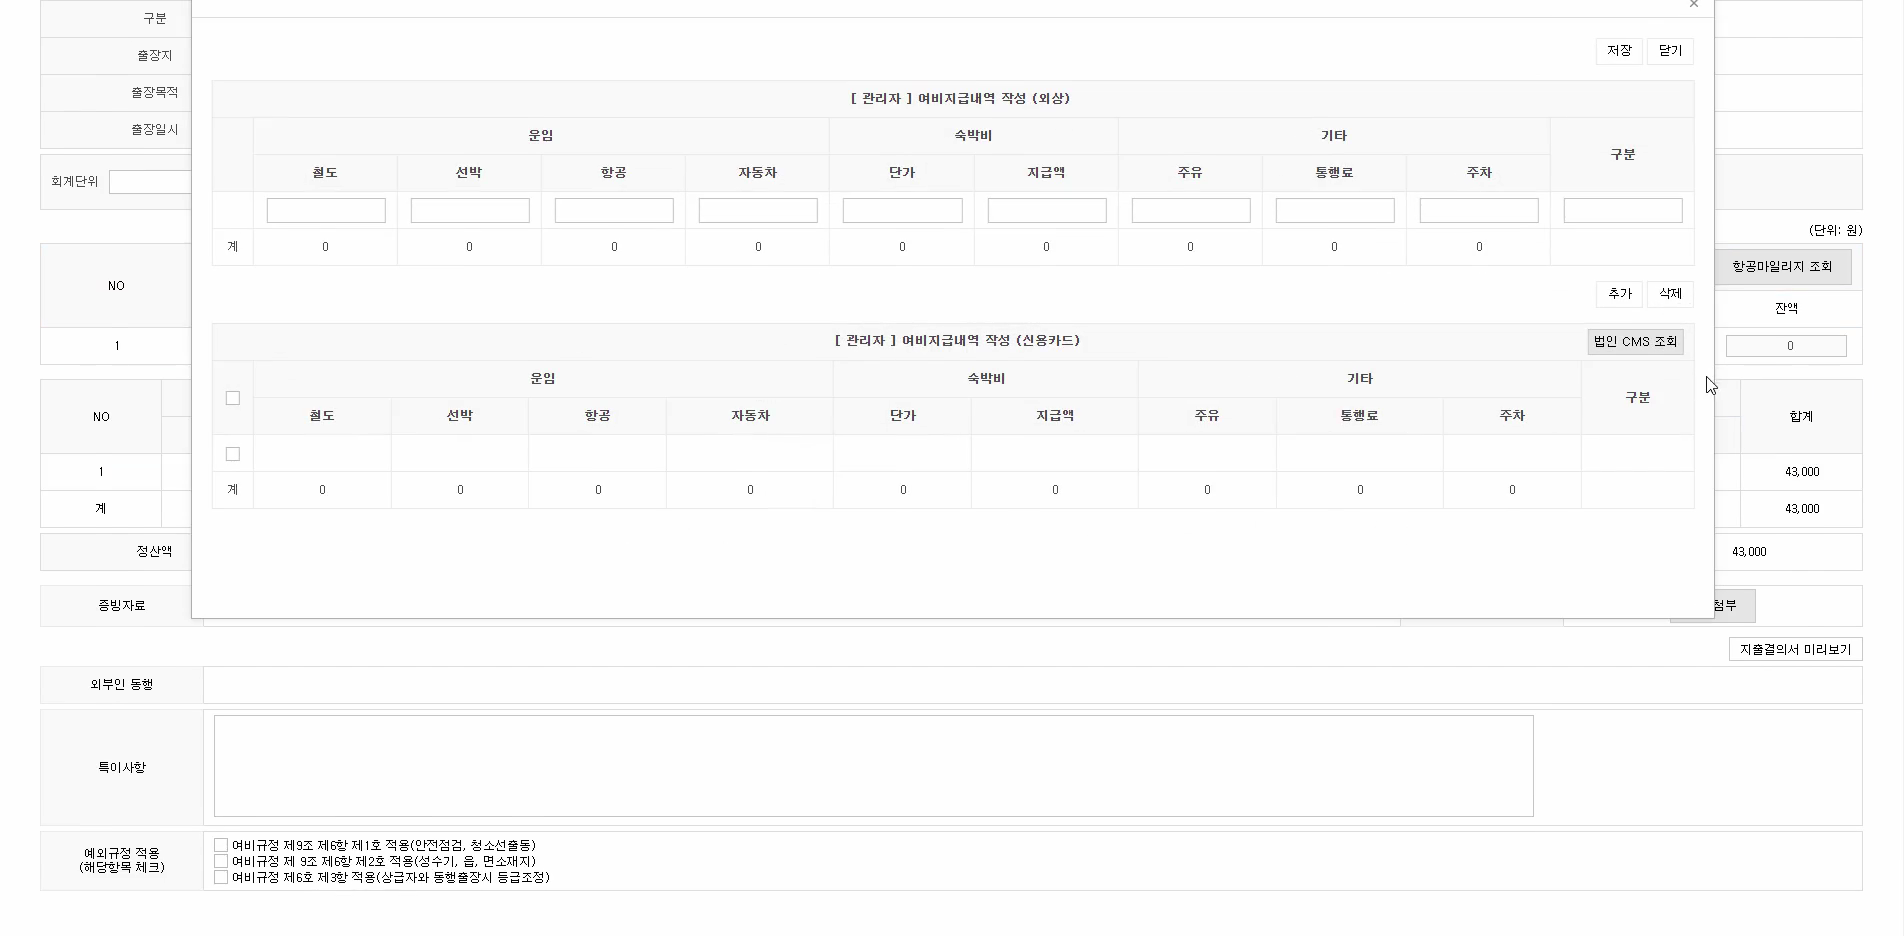 구분
출장지
출장목적
출장일시
회계단위
×
저장 닫기
[ 관리자 ] 여비지급내역 작성 (외상)
운임 숙박비 기타 구분
철도 선박 항공 자동차 단가 지급액 주유 통행료 주차
계 0 0 0 0 0 0 0 0 0
추가 삭제
[ 관리자 ] 여비지급내역 작성 (신용카드) 법인 CMS 조회
운임 숙박비 기타 구분
철도 선박 항공 자동차 단가 지급액 주유 통행료 주차
계 0 0 0 0 0 0 0 0 0
(단위: 원)
NO 항공마일리지 조회
잔액
1 0
NO 합계
1 43,000
계 43,000
정산액 43,000
증빙자료 첨부
지출결의서 미리보기
외부인 동행
특이사항
예외규정 적용
(해당항목 체크)
여비규정 제9조 제6항 제1호 적용(안전점검, 청소선출동)
여비규정 제 9조 제6항 제2호 적용(성수기, 읍, 면소재지)
여비규정 제6호 제3항 적용(상급자와 동행출장시 등급조정)